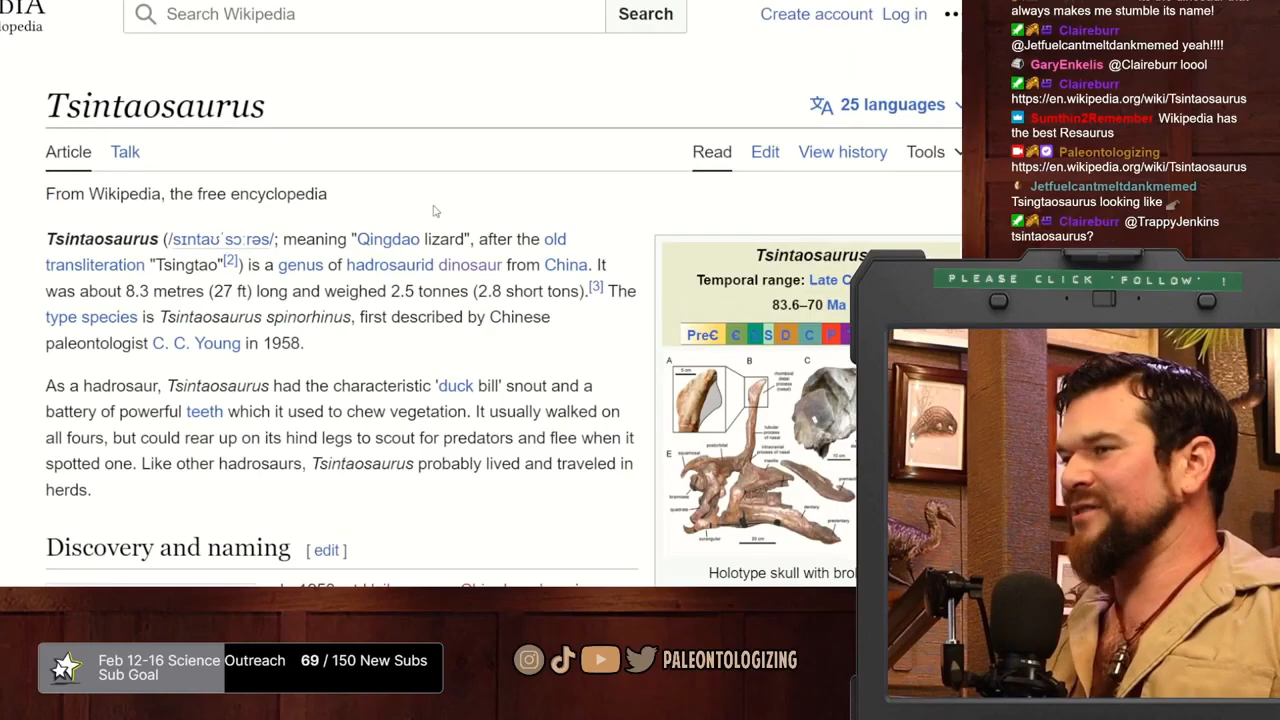 DIA
lopedia
Search Wikipedia
Search
Create account Log in
Tsintaosaurus
25 languages
Article Talk
Read Edit View history Tools
From Wikipedia, the free encyclopedia
Tsintaosaurus (/sɪntaʊˈsɔːrəs/; meaning "Qingdao lizard", after the old
transliteration "Tsingtao"[2]) is a genus of hadrosaurid dinosaur from China. It
was about 8.3 metres (27 ft) long and weighed 2.5 tonnes (2.8 short tons).[3] The
type species is Tsintaosaurus spinorhinus, first described by Chinese
paleontologist C. C. Young in 1958.
As a hadrosaur, Tsintaosaurus had the characteristic 'duck bill' snout and a
battery of powerful teeth which it used to chew vegetation. It usually walked on
all fours, but could rear up on its hind legs to scout for predators and flee when it
spotted one. Like other hadrosaurs, Tsintaosaurus probably lived and traveled in
herds.
Discovery and naming [ edit ]
Tsintaosaurus
Temporal range: Late C
83.6–70 Ma
PreꞒ Ꞓ S D C P
A
B
C
E
Holotype skull with bro
always makes me stumble its name!
Claireburr
@Jetfuelcantmeltdankmemed yeah!!!!
GaryEnkelis @Claireburr loool
Claireburr
https://en.wikipedia.org/wiki/Tsintaosaurus
Sumthin2Remember Wikipedia has
the best Resaurus
Paleontologizing
https://en.wikipedia.org/wiki/Tsintaosaurus
Jetfuelcantmeltdankmemed
Tsingtaosaurus looking like
Claireburr @TrappyJenkins
tsintaosaurus?
PLEASE CLICK 'FOLLOW' !
Feb 12-16 Science Outreach 69 / 150 New Subs
Sub Goal
PALEONTOLOGIZING